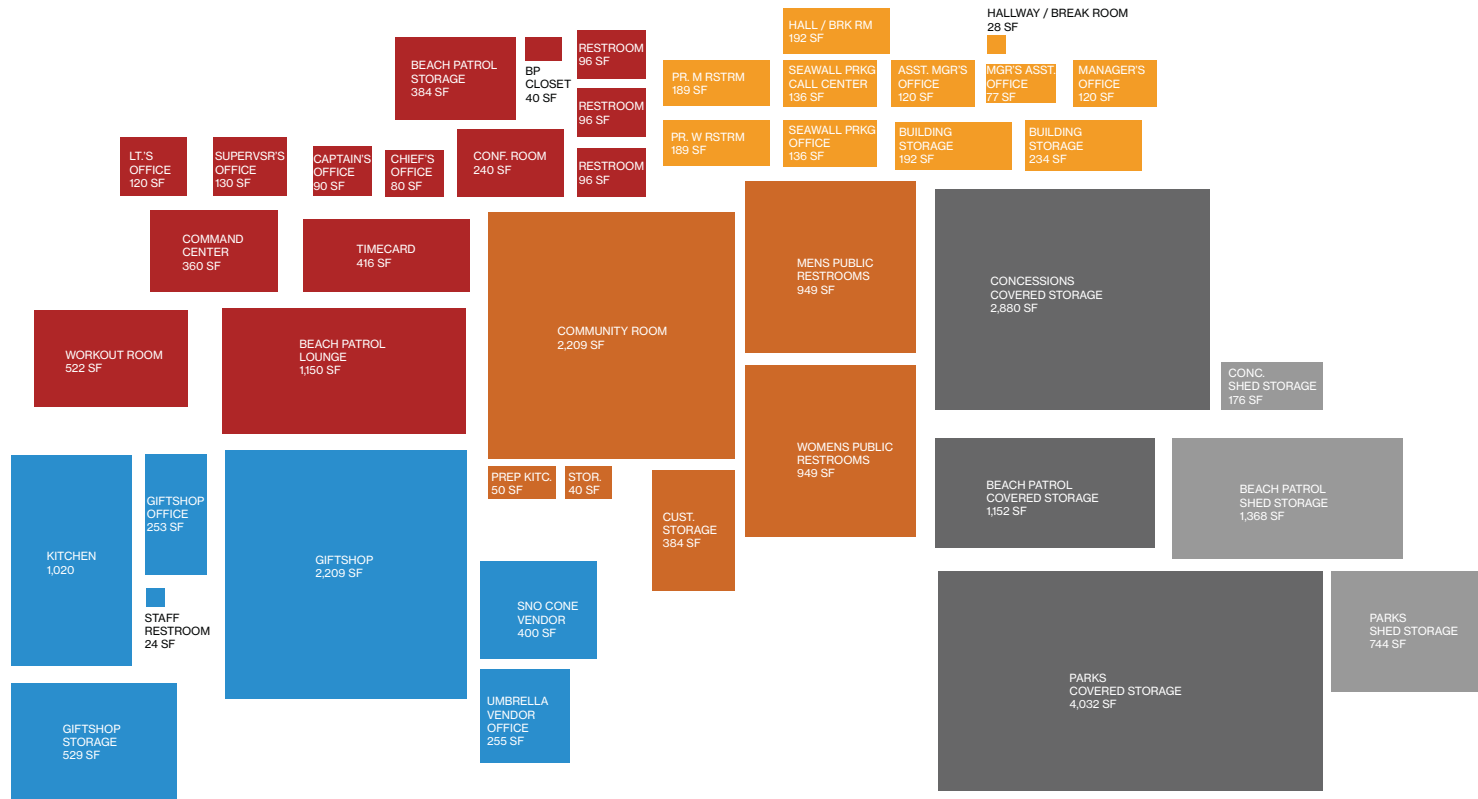 HALLWAY / BREAK ROOM
28 SF
HALL / BRK RM
192 SF
BEACH PATROL
STORAGE
384 SF
BP
CLOSET
40 SF
RESTROOM
96 SF
RESTROOM
96 SF
RESTROOM
96 SF
PR. M RSTRM
189 SF
SEAWALL PRKG
CALL CENTER
136 SF
ASST. MGR'S
OFFICE
120 SF
MGR'S ASST.
OFFICE
77 SF
MANAGER'S
OFFICE
120 SF
PR. W RSTRM
189 SF
SEAWALL PRKG
OFFICE
136 SF
BUILDING
STORAGE
192 SF
BUILDING
STORAGE
234 SF
LT.'S
OFFICE
120 SF
SUPERVSR'S
OFFICE
130 SF
CAPTAIN'S
OFFICE
90 SF
CHIEF'S
OFFICE
80 SF
CONF. ROOM
240 SF
COMMAND
CENTER
360 SF
TIMECARD
416 SF
WORKOUT ROOM
522 SF
BEACH PATROL
LOUNGE
1,150 SF
COMMUNITY ROOM
2,209 SF
MENS PUBLIC
RESTROOMS
949 SF
WOMENS PUBLIC
RESTROOMS
949 SF
PREP KITC.
50 SF
STOR.
40 SF
CUST.
STORAGE
384 SF
CONCESSIONS
COVERED STORAGE
2,880 SF
CONC.
SHED STORAGE
176 SF
BEACH PATROL
COVERED STORAGE
1,152 SF
BEACH PATROL
SHED STORAGE
1,368 SF
PARKS
COVERED STORAGE
4,032 SF
PARKS
SHED STORAGE
744 SF
KITCHEN
1,020
GIFTSHOP
OFFICE
253 SF
STAFF
RESTROOM
24 SF
GIFTSHOP
2,209 SF
GIFTSHOP
STORAGE
529 SF
SNO CONE
VENDOR
400 SF
UMBRELLA
VENDOR
OFFICE
255 SF